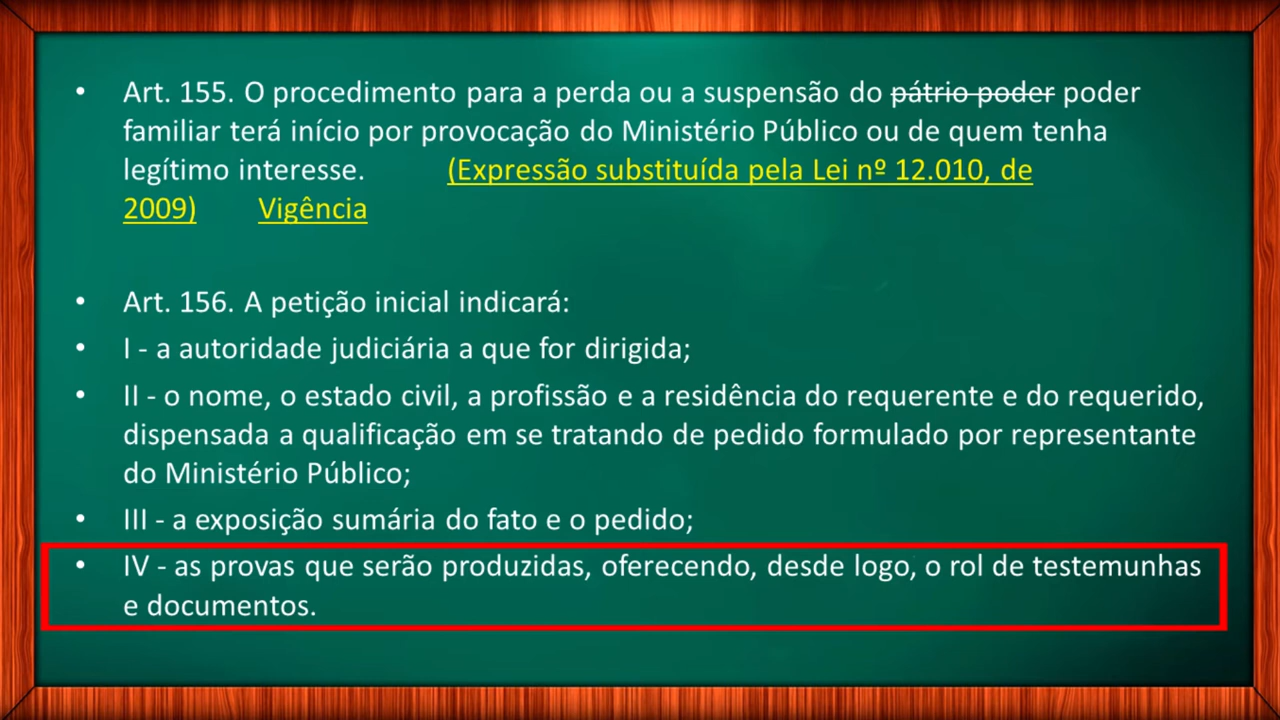 • Art. 155. O procedimento para a perda ou a suspensão do pátrio poder poder
familiar terá início por provocação do Ministério Público ou de quem tenha
legítimo interesse. (Expressão substituída pela Lei nº 12.010, de
2009) Vigência
• Art. 156. A petição inicial indicará:
• I - a autoridade judiciária a que for dirigida;
• II - o nome, o estado civil, a profissão e a residência do requerente e do requerido,
dispensada a qualificação em se tratando de pedido formulado por representante
do Ministério Público;
• III - a exposição sumária do fato e o pedido;
• IV - as provas que serão produzidas, oferecendo, desde logo, o rol de testemunhas
e documentos.